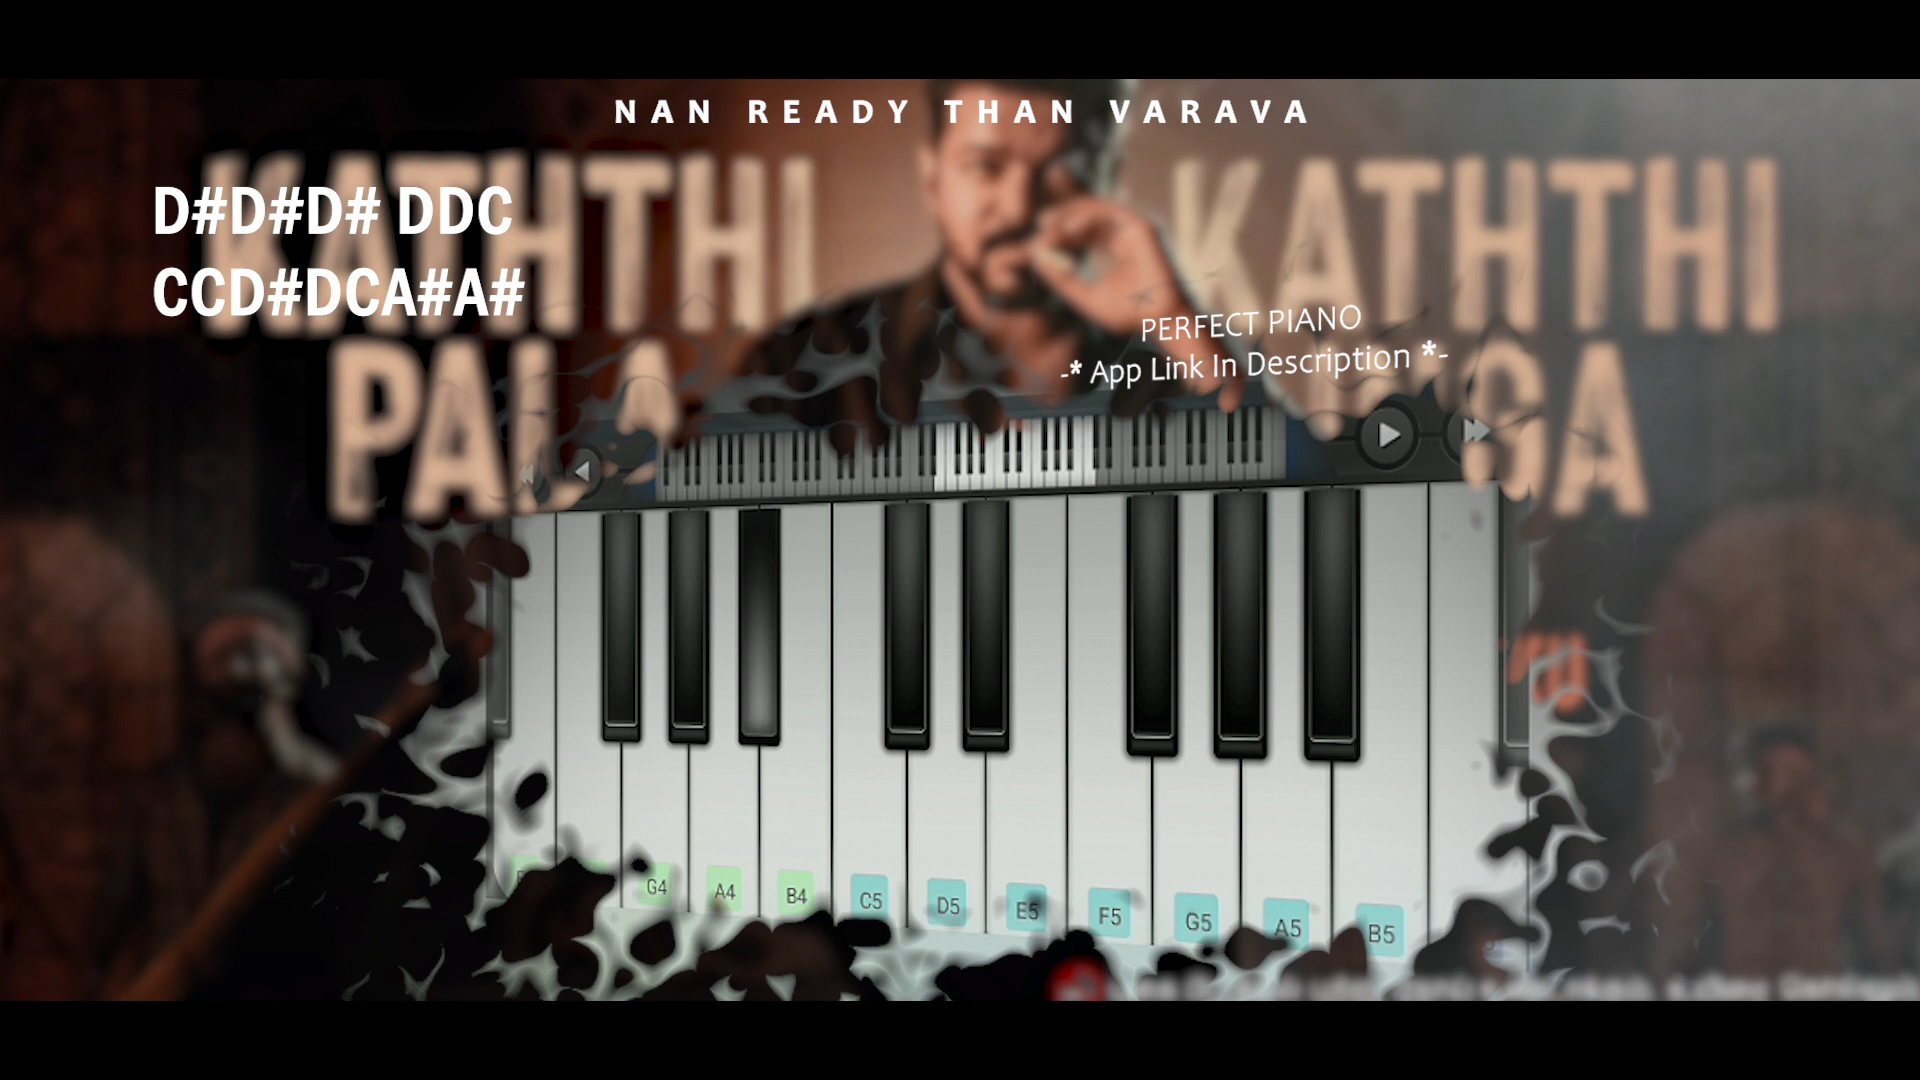 NAN READY THAN VARAVA
KATHTHI
KATHTHI
D#D#D# DDC
CCD#DCA#A#
PERFECT PIANO
-* App Link In Description *-
G4 A4 B4 C5 D5 E5 F5 G5 A5 B5